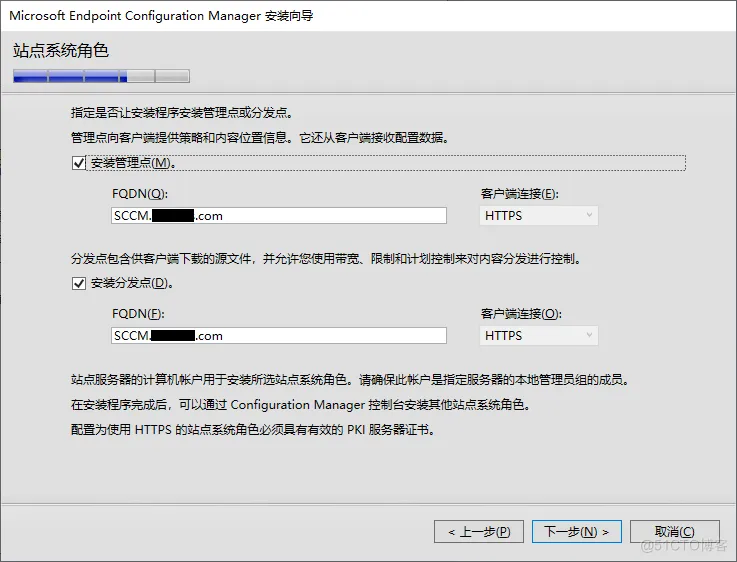 Microsoft Endpoint Configuration Manager 安装向导
站点系统角色
指定是否让安装程序安装管理点或分发点。
管理点向客户端提供策略和内容位置信息。它还从客户端接收配置数据。
安装管理点(M)。
FQDN(Q): 客户端连接(E):
SCCM. .com HTTPS
分发点包含供客户端下载的源文件，并允许您使用带宽、限制和计划控制来对内容分发进行控制。
安装分发点(D)。
FQDN(F): 客户端连接(O):
SCCM. .com HTTPS
站点服务器的计算机帐户用于安装所选站点系统角色。请确保此帐户是指定服务器的本地管理员组的成员。
在安装程序完成后，可以通过 Configuration Manager 控制台安装其他站点系统角色。
配置为使用 HTTPS 的站点系统角色必须具有有效的 PKI 服务器证书。
< 上一步(P) 下一步(N) > 取消(C)
@51CTO博客